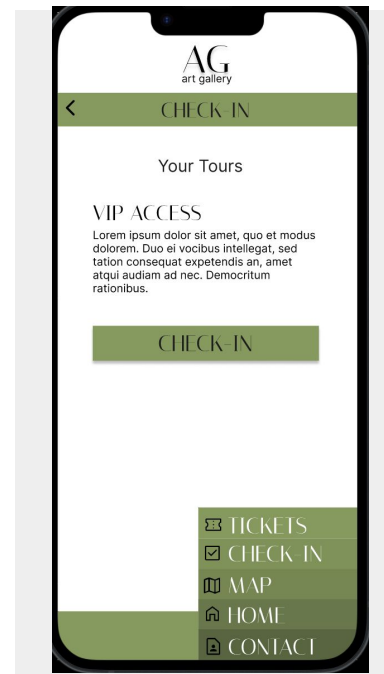 AG
art gallery
CHECK-IN
Your Tours
VIP ACCESS
Lorem ipsum dolor sit amet, quo et modus
dolorem. Duo ei vocibus intellegat, sed
tation consequat expetendis an, amet
atqui audiam ad nec. Democritum
rationibus.
CHECK-IN
TICKETS
CHECK-IN
MAP
HOME
CONTACT